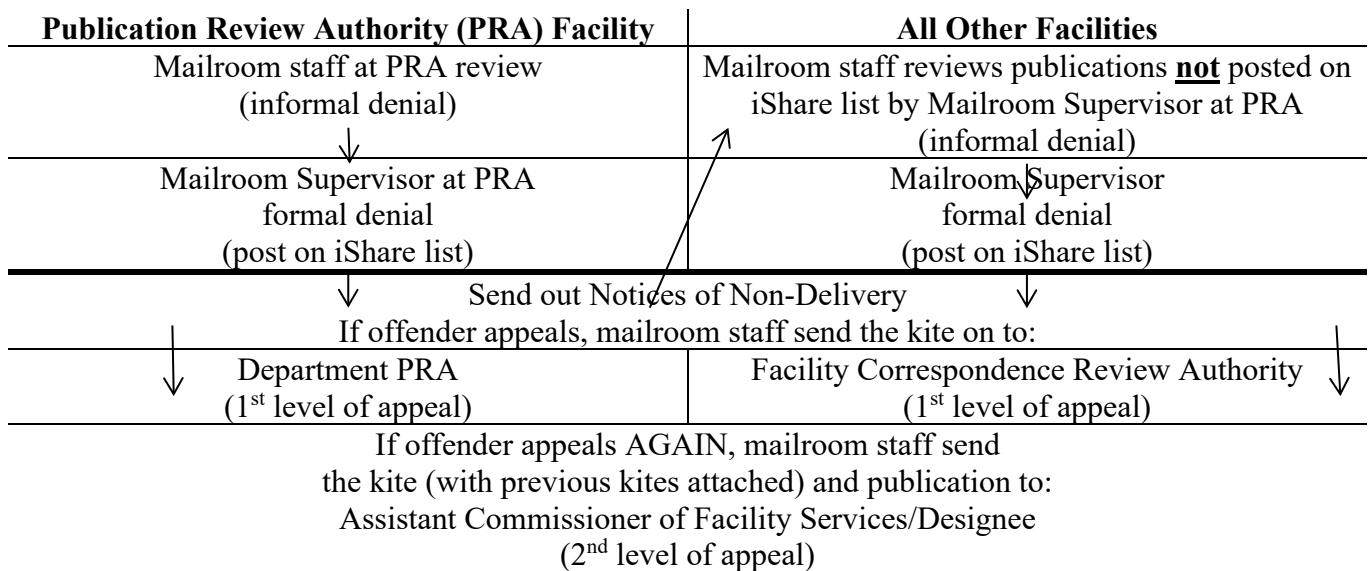 Publication Review Authority (PRA) Facility
All Other Facilities
Mailroom staff at PRA review
(informal denial)
Mailroom staff reviews publications not posted on
iShare list by Mailroom Supervisor at PRA
(informal denial)
Mailroom Supervisor at PRA
formal denial
(post on iShare list)
Mailroom Supervisor
formal denial
(post on iShare list)
Send out Notices of Non-Delivery
If offender appeals, mailroom staff send the kite on to:
Department PRA
(1st level of appeal)
Facility Correspondence Review Authority
(1st level of appeal)
If offender appeals AGAIN, mailroom staff send
the kite (with previous kites attached) and publication to:
Assistant Commissioner of Facility Services/Designee
(2nd level of appeal)